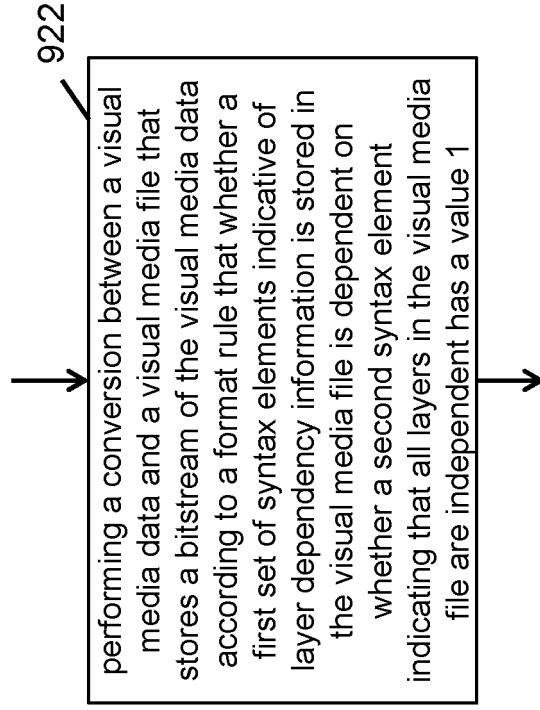 922
performing a conversion between a visual
media data and a visual media file that
stores a bitstream of the visual media data
according to a format rule that whether a
first set of syntax elements indicative of
layer dependency information is stored in
the visual media file is dependent on
whether a second syntax element
indicating that all layers in the visual media
file are independent has a value 1